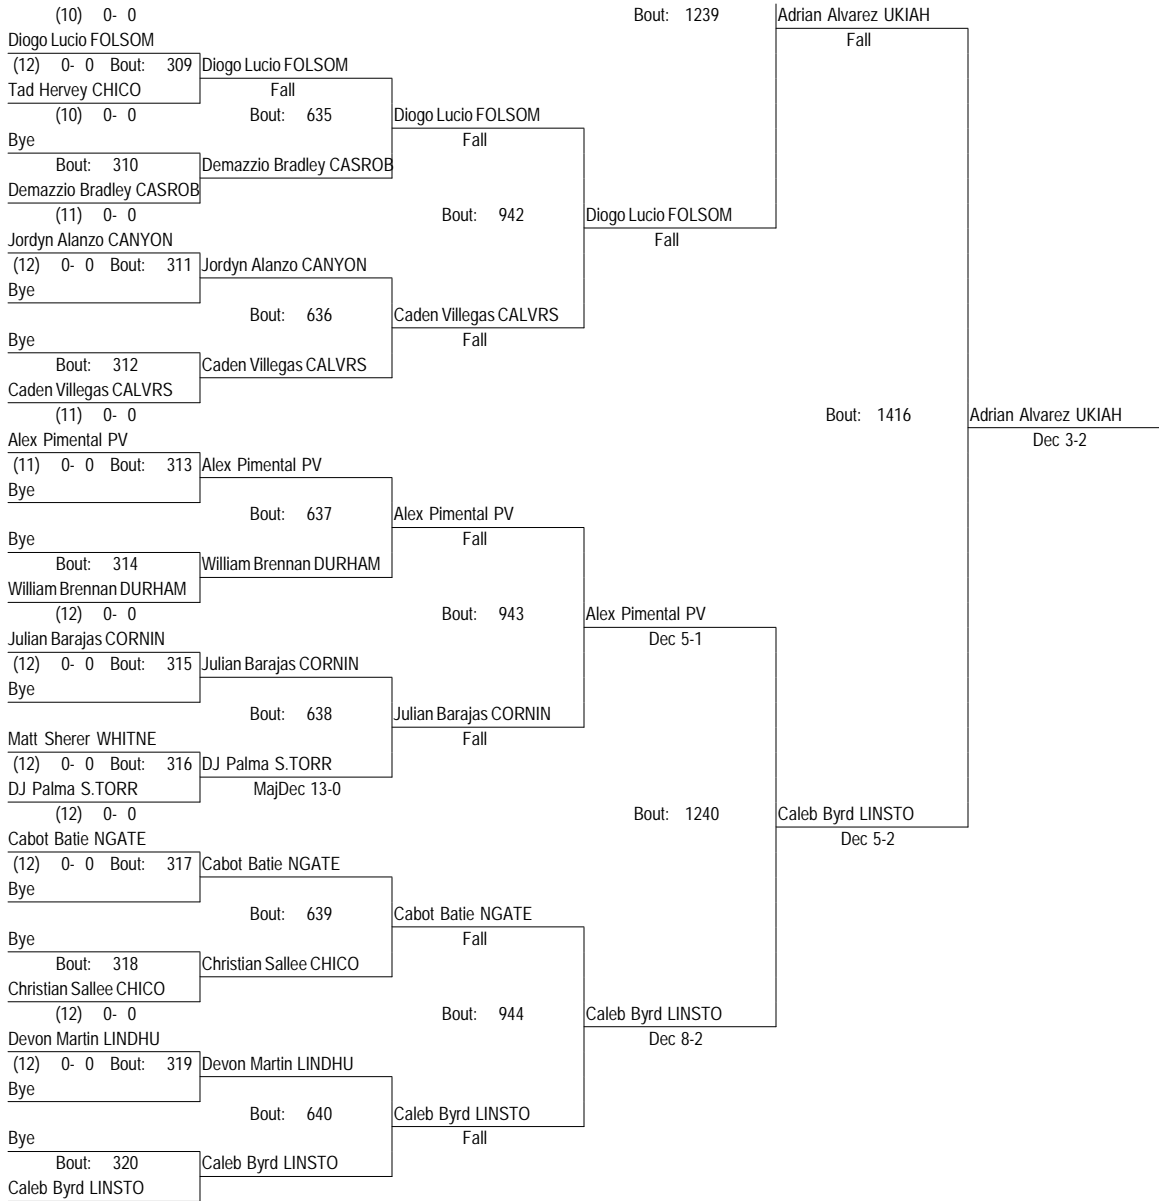 (10) 0- 0 Bout: 1239 Adrian Alvarez UKIAH
Diogo Lucio FOLSOM Fall
(12) 0- 0 Bout: 309 Diogo Lucio FOLSOM
Tad Hervey CHICO Fall
(10) 0- 0 Bout: 635 Diogo Lucio FOLSOM
Bye Fall
Bout: 310 Demazzio Bradley CASROB
Demazzio Bradley CASROB
(11) 0- 0 Bout: 942 Diogo Lucio FOLSOM
Jordyn Alanzo CANYON Fall
(12) 0- 0 Bout: 311 Jordyn Alanzo CANYON
Bye
Bout: 636 Caden Villegas CALVRS
Bye Fall
Bout: 312 Caden Villegas CALVRS
Caden Villegas CALVRS
(11) 0- 0 Bout: 1416 Adrian Alvarez UKIAH
Alex Pimental PV Dec 3-2
(11) 0- 0 Bout: 313 Alex Pimental PV
Bye
Bout: 637 Alex Pimental PV
Bye Fall
Bout: 314 William Brennan DURHAM
William Brennan DURHAM
(12) 0- 0 Bout: 943 Alex Pimental PV
Julian Barajas CORNIN Dec 5-1
(12) 0- 0 Bout: 315 Julian Barajas CORNIN
Bye
Bout: 638 Julian Barajas CORNIN
Matt Sherer WHITNE Fall
(12) 0- 0 Bout: 316 DJ Palma S.TORR
DJ Palma S.TORR MajDec 13-0
(12) 0- 0 Bout: 1240 Caleb Byrd LINSTO
Cabot Batie NGATE Dec 5-2
(12) 0- 0 Bout: 317 Cabot Batie NGATE
Bye
Bout: 639 Cabot Batie NGATE
Bye Fall
Bout: 318 Christian Sallee CHICO
Christian Sallee CHICO
(12) 0- 0 Bout: 944 Caleb Byrd LINSTO
Devon Martin LINDHU Dec 8-2
(12) 0- 0 Bout: 319 Devon Martin LINDHU
Bye
Bout: 640 Caleb Byrd LINSTO
Bye Fall
Bout: 320 Caleb Byrd LINSTO
Caleb Byrd LINSTO